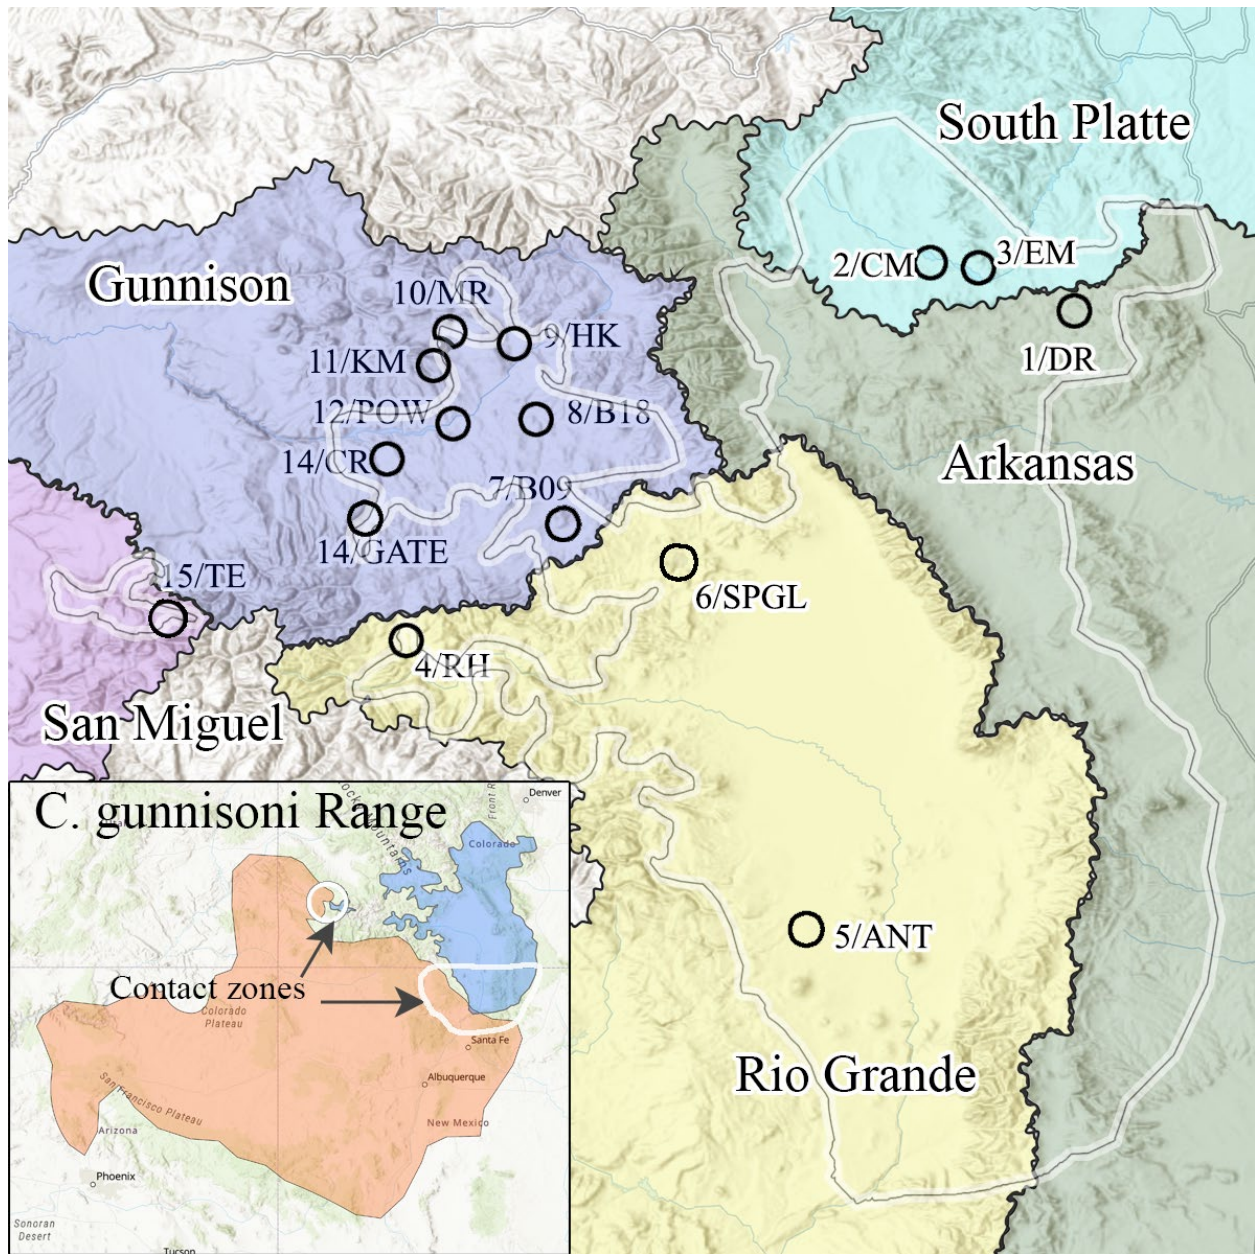 South Platte
2/CM
3/EM
Gunnison
10/MR
9/HK
1/DR
11/KM
12/POW
8/B18
14/CR
Arkansas
7/B09
14/GATE
15/TE
6/SPGL
4/RH
San Miguel
C. gunnisoni Range
Denver
Colorado
Contact zones
Colorado
Plateau
Santa Fe
5/ANT
Albuquerque
San Francisco Plateau
New Mexico
Arizona
Rio Grande
Phoenix
Sonoran
Desert
Tucson